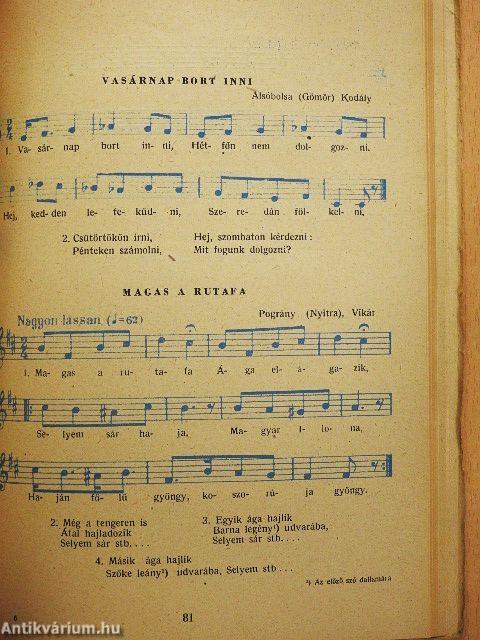 VASÁRNAP BORT INNI
Alsóbolsa (Gömör) Kodály
1. Va- sár- nap bort in- ni, Hét- főn nem dol- goz- ni.
Hej, ked- den le- fe- küd- ni, Sze- re- dán föl- kel- ni,
2. Csütörtökön írni, Hej, szombaton kérdezni:
Pénteken számolni, Mit fogunk dolgozni?
MAGAS A RUTAFA
Pográny (Nyitra), Vikár
Nagyon lassan (♩=62)
1. Ma- gas a ru- ta- fa Á- ga el- á- ga- zik,
Se- lyem sár ha- ja, Ma- gyar I- lo- na,
Ha- ján fö- lű gyöngy, ko- szo- rú- ja gyöngy.
2. Még a tengeren is 3. Egyik ága hajlik
Átal hajladozik Barna legény¹) udvarába,
Selyem sár stb. . . . Selyem sár stb. . . .
4. Másik ága hajlik
Szőke leány¹) udvarába, Selyem stb. . . .
¹) Az előző szó dallamára
6
81
Antikvárium.hu